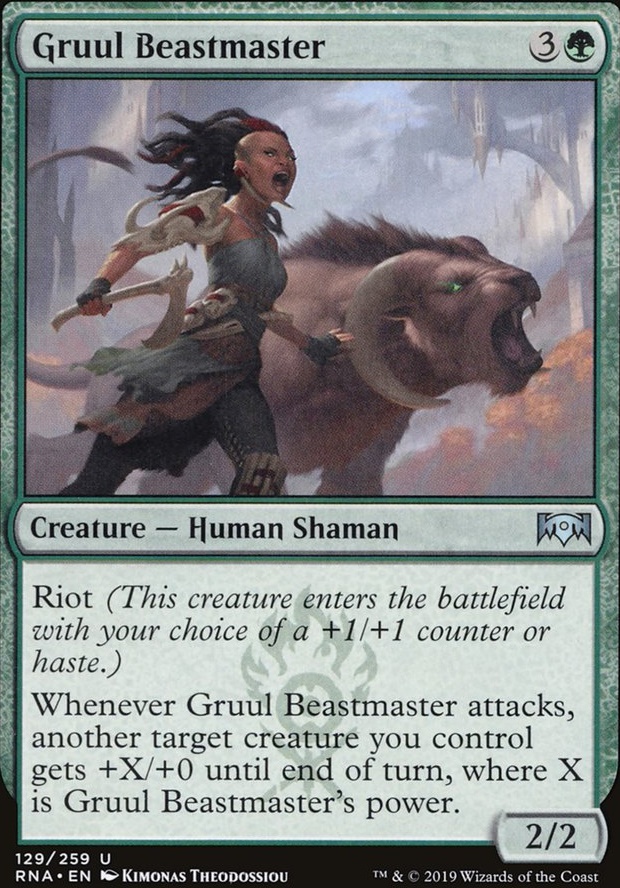 Gruul Beastmaster 3
Creature — Human Shaman
Riot (This creature enters the battlefield
with your choice of a +1/+1 counter or
haste.)
Whenever Gruul Beastmaster attacks,
another target creature you control
gets +X/+0 until end of turn, where X
is Gruul Beastmaster's power.
2/2
129/259 U
RNA • EN Kimonas Theodossiou
™ & © 2019 Wizards of the Coast